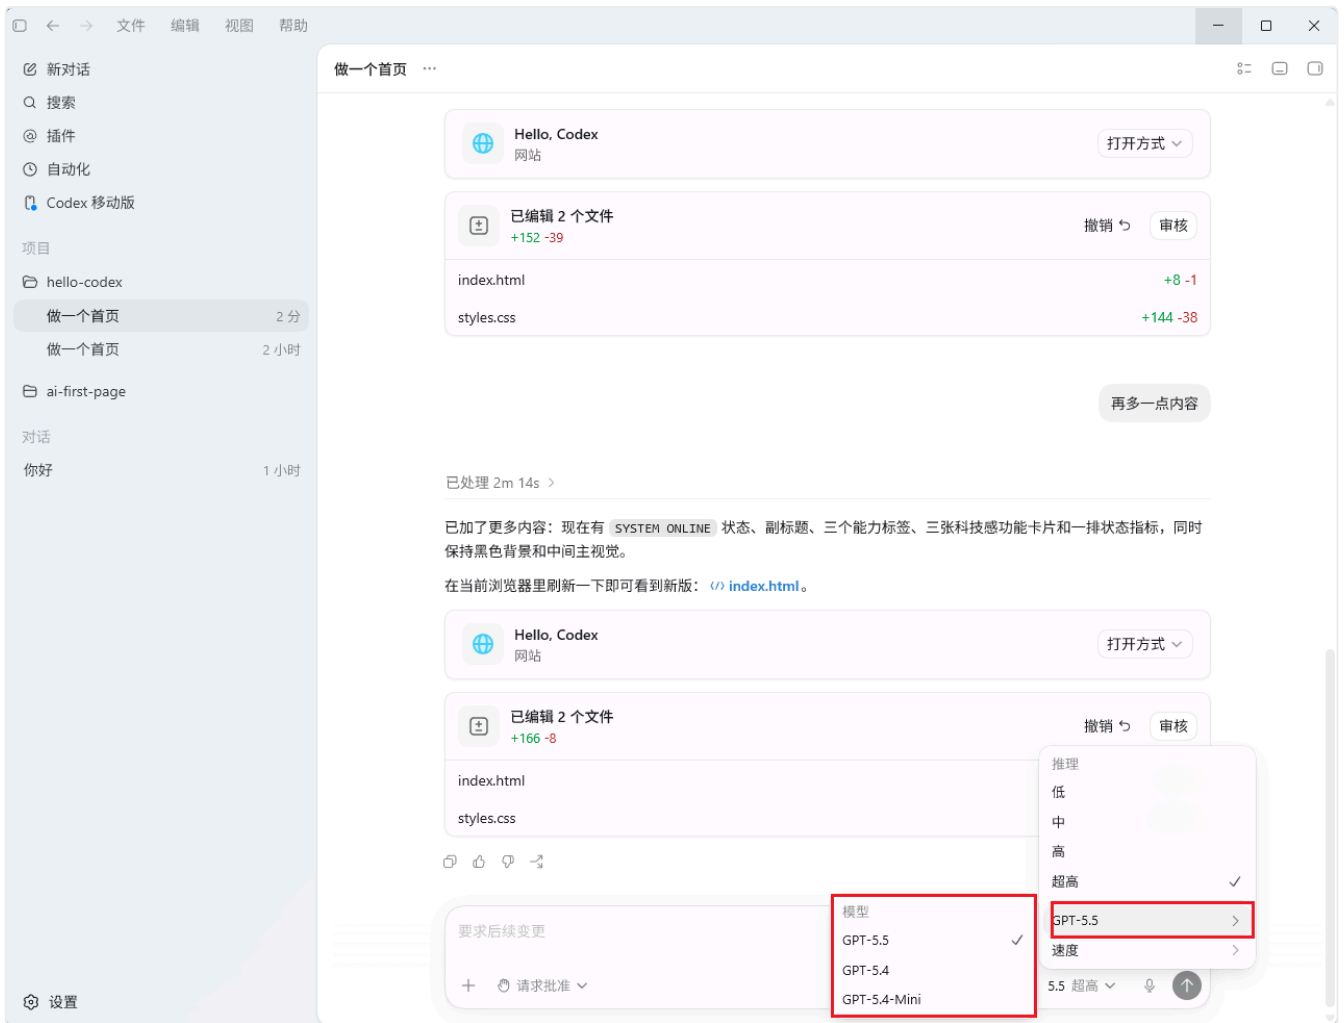 文件 编辑 视图 帮助
新对话
搜索
插件
自动化
Codex 移动版
项目
hello-codex
做一个首页 2 分
做一个首页 2 小时
ai-first-page
对话
你好 1 小时
设置
做一个首页 ···
Hello, Codex
网站
打开方式
已编辑 2 个文件
+152 -39
撤销 审核
index.html +8 -1
styles.css +144 -38
再多一点内容
已处理 2m 14s
已加了更多内容：现在有 SYSTEM ONLINE 状态、副标题、三个能力标签、三张科技感功能卡片和一排状态指标，同时
保持黑色背景和中间主视觉。
在当前浏览器里刷新一下即可看到新版： index.html。
Hello, Codex
网站
打开方式
已编辑 2 个文件
+166 -8
撤销 审核
index.html
styles.css
推理
低
中
高
超高
GPT-5.5
速度
模型
GPT-5.5
GPT-5.4
GPT-5.4-Mini
要求后续变更
请求批准
5.5 超高